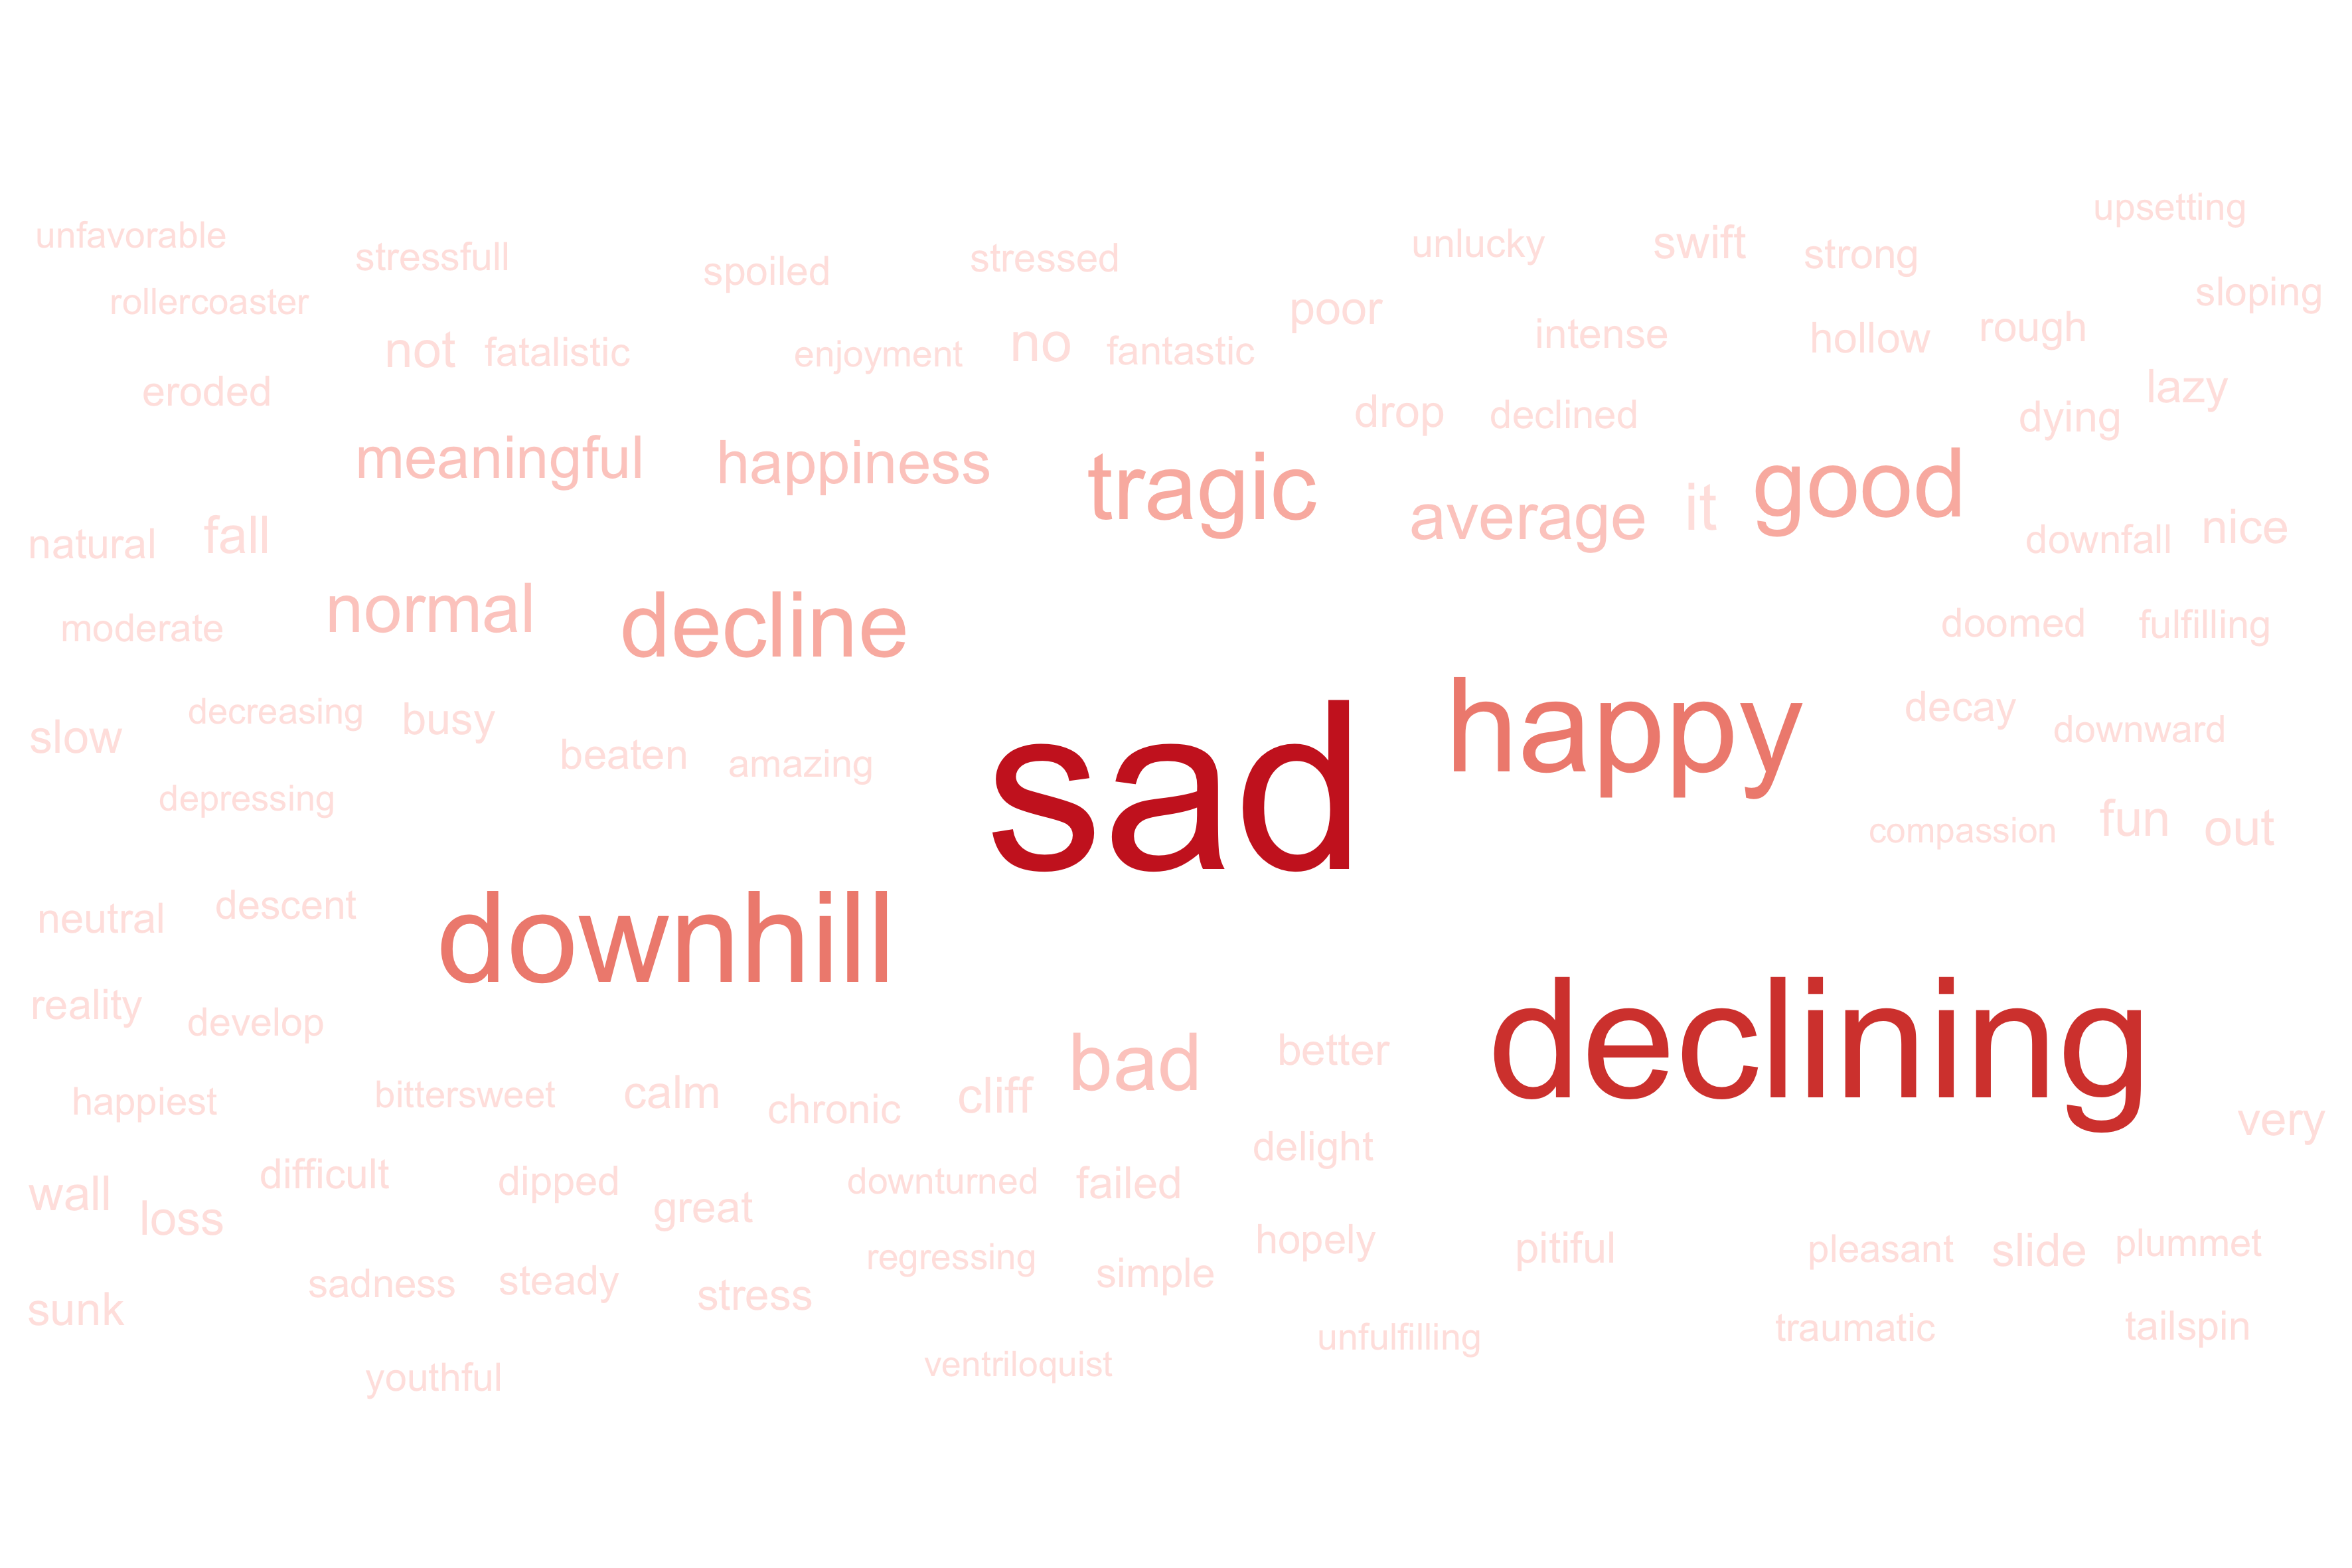 upsetting
unfavorable
stressfull
spoiled
stressed
unlucky
swift
strong
sloping
rollercoaster
poor
not
fatalistic
enjoyment
no
fantastic
intense
hollow
rough
eroded
drop
declined
dying
lazy
meaningful
happiness
tragic
average
it
good
natural
fall
downfall
nice
normal
decline
moderate
doomed
fulfilling
slow
decreasing
busy
beaten
amazing
sad
happy
decay
downward
depressing
compassion
fun
out
neutral
descent
downhill
reality
develop
bad
better
declining
happiest
bittersweet
calm
chronic
cliff
very
delight
wall
loss
difficult
dipped
great
downturned
failed
hopely
pitiful
pleasant
slide
plummet
sunk
sadness
steady
stress
regressing
simple
unfulfilling
traumatic
tailspin
youthful
ventriloquist